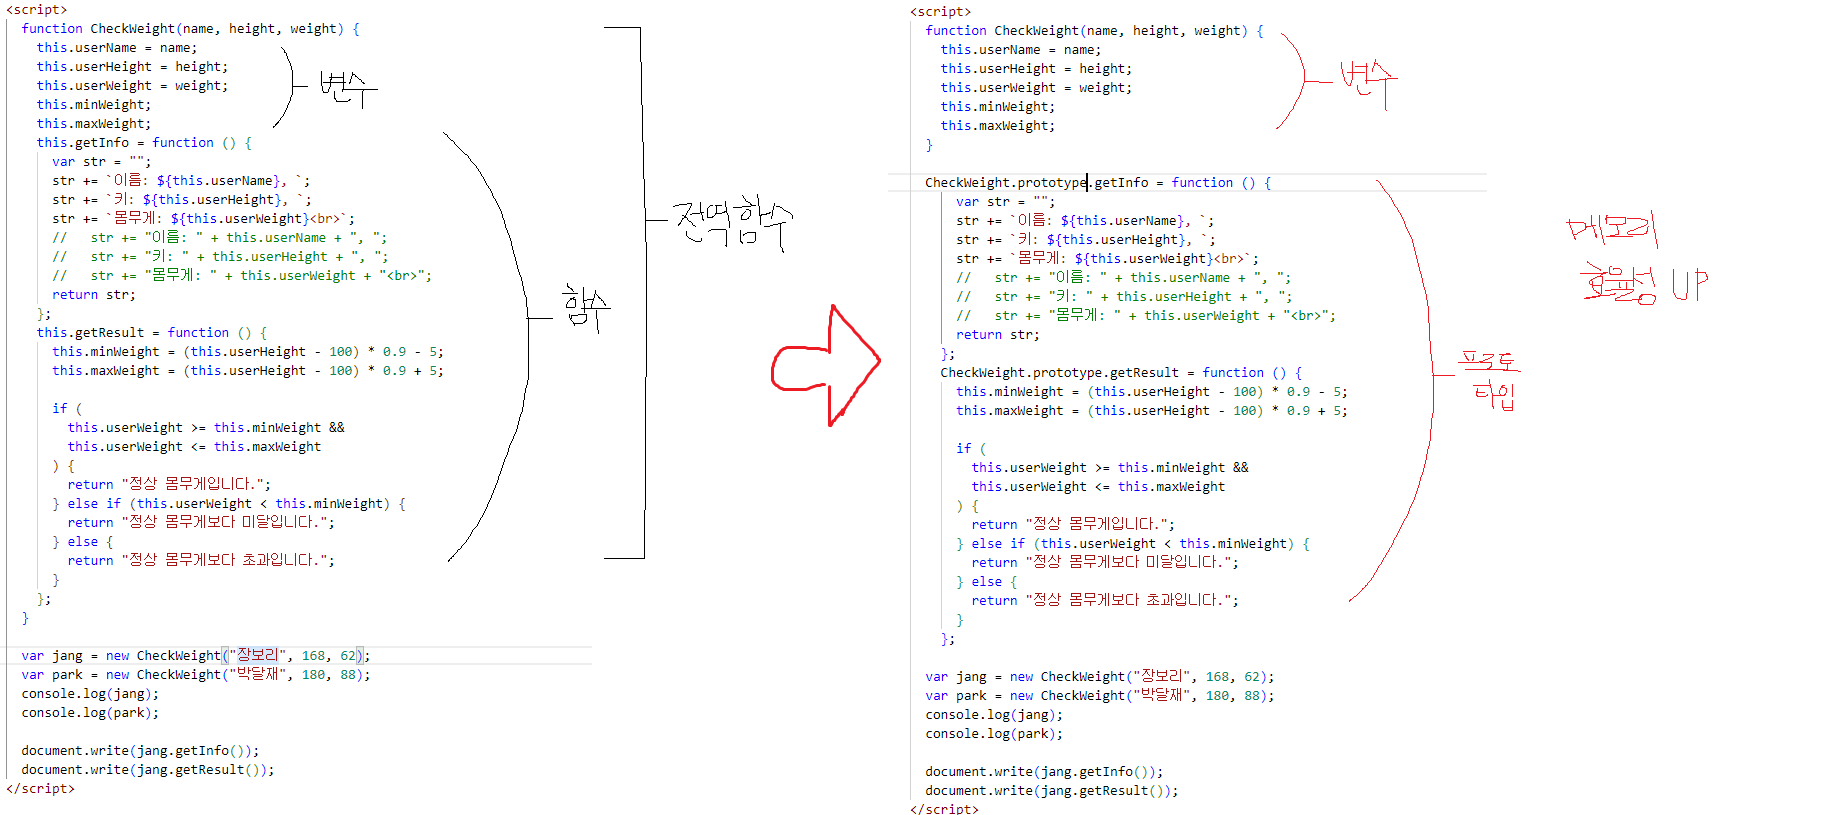 <script>
function CheckWeight(name, height, weight) {
this.userName = name;
this.userHeight = height;
this.userWeight = weight;
this.minWeight;
this.maxWeight;
변수
this.getInfo = function () {
var str = "";
str += `이름: ${this.userName}, `;
str += `키: ${this.userHeight}, `;
str += `몸무게: ${this.userWeight}<br>`;
//   str += "이름: " + this.userName + ", ";
//   str += "키: " + this.userHeight + ", ";
//   str += "몸무게: " + this.userWeight + "<br>";
return str;
};
this.getResult = function () {
this.minWeight = (this.userHeight - 100) * 0.9 - 5;
this.maxWeight = (this.userHeight - 100) * 0.9 + 5;
if (
this.userWeight >= this.minWeight &&
this.userWeight <= this.maxWeight
) {
return "정상 몸무게입니다.";
} else if (this.userWeight < this.minWeight) {
return "정상 몸무게보다 미달입니다.";
} else {
return "정상 몸무게보다 초과입니다.";
}
};
}
함수
전역함수
var jang = new CheckWeight("장보리", 168, 62);
var park = new CheckWeight("박달재", 180, 88);
console.log(jang);
console.log(park);
document.write(jang.getInfo());
document.write(jang.getResult());
</script>
<script>
function CheckWeight(name, height, weight) {
this.userName = name;
this.userHeight = height;
this.userWeight = weight;
this.minWeight;
this.maxWeight;
}
변수
CheckWeight.prototype.getInfo = function () {
var str = "";
str += `이름: ${this.userName}, `;
str += `키: ${this.userHeight}, `;
str += `몸무게: ${this.userWeight}<br>`;
//   str += "이름: " + this.userName + ", ";
//   str += "키: " + this.userHeight + ", ";
//   str += "몸무게: " + this.userWeight + "<br>";
return str;
};
CheckWeight.prototype.getResult = function () {
this.minWeight = (this.userHeight - 100) * 0.9 - 5;
this.maxWeight = (this.userHeight - 100) * 0.9 + 5;
if (
this.userWeight >= this.minWeight &&
this.userWeight <= this.maxWeight
) {
return "정상 몸무게입니다.";
} else if (this.userWeight < this.minWeight) {
return "정상 몸무게보다 미달입니다.";
} else {
return "정상 몸무게보다 초과입니다.";
}
};
프로토
타입
메모리
효율성 UP
var jang = new CheckWeight("장보리", 168, 62);
var park = new CheckWeight("박달재", 180, 88);
console.log(jang);
console.log(park);
document.write(jang.getInfo());
document.write(jang.getResult());
</script>